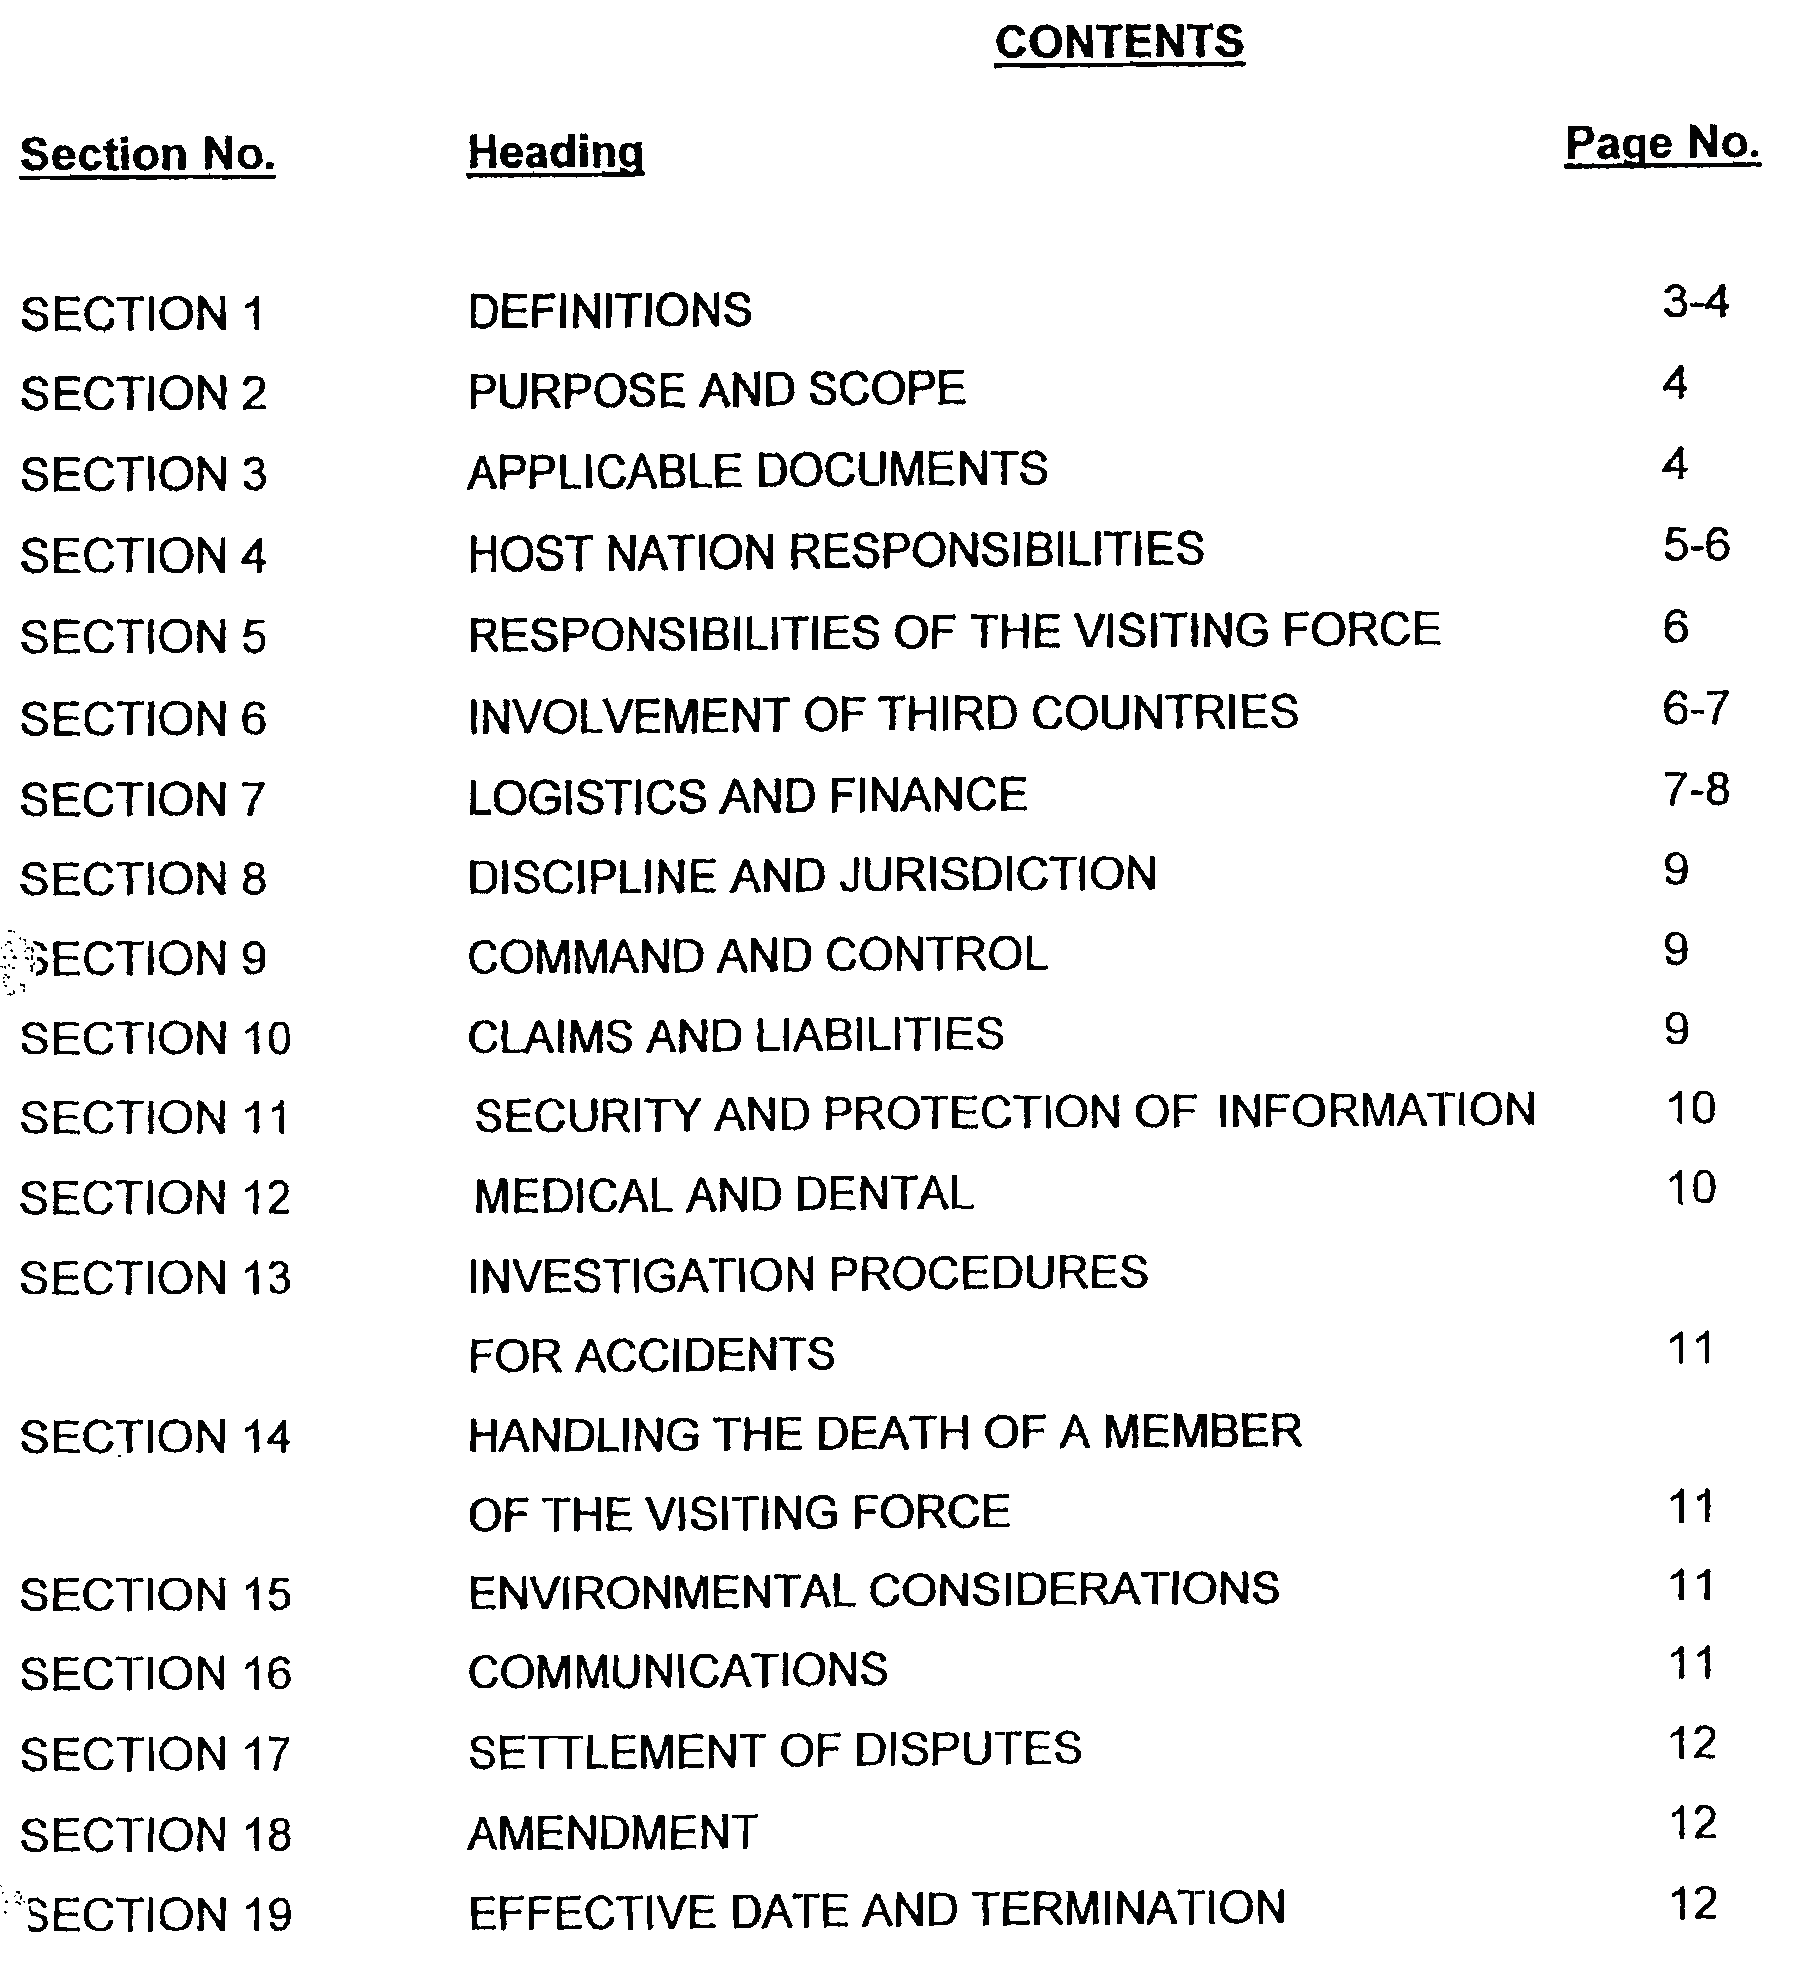 CONTENTS
Section No. Heading Page No.
SECTION 1 DEFINITIONS 3-4
SECTION 2 PURPOSE AND SCOPE 4
SECTION 3 APPLICABLE DOCUMENTS 4
SECTION 4 HOST NATION RESPONSIBILITIES 5-6
SECTION 5 RESPONSIBILITIES OF THE VISITING FORCE 6
SECTION 6 INVOLVEMENT OF THIRD COUNTRIES 6-7
SECTION 7 LOGISTICS AND FINANCE 7-8
SECTION 8 DISCIPLINE AND JURISDICTION 9
SECTION 9 COMMAND AND CONTROL 9
SECTION 10 CLAIMS AND LIABILITIES 9
SECTION 11 SECURITY AND PROTECTION OF INFORMATION 10
SECTION 12 MEDICAL AND DENTAL 10
SECTION 13 INVESTIGATION PROCEDURES
FOR ACCIDENTS 11
SECTION 14 HANDLING THE DEATH OF A MEMBER
OF THE VISITING FORCE 11
SECTION 15 ENVIRONMENTAL CONSIDERATIONS 11
SECTION 16 COMMUNICATIONS 11
SECTION 17 SETTLEMENT OF DISPUTES 12
SECTION 18 AMENDMENT 12
SECTION 19 EFFECTIVE DATE AND TERMINATION 12